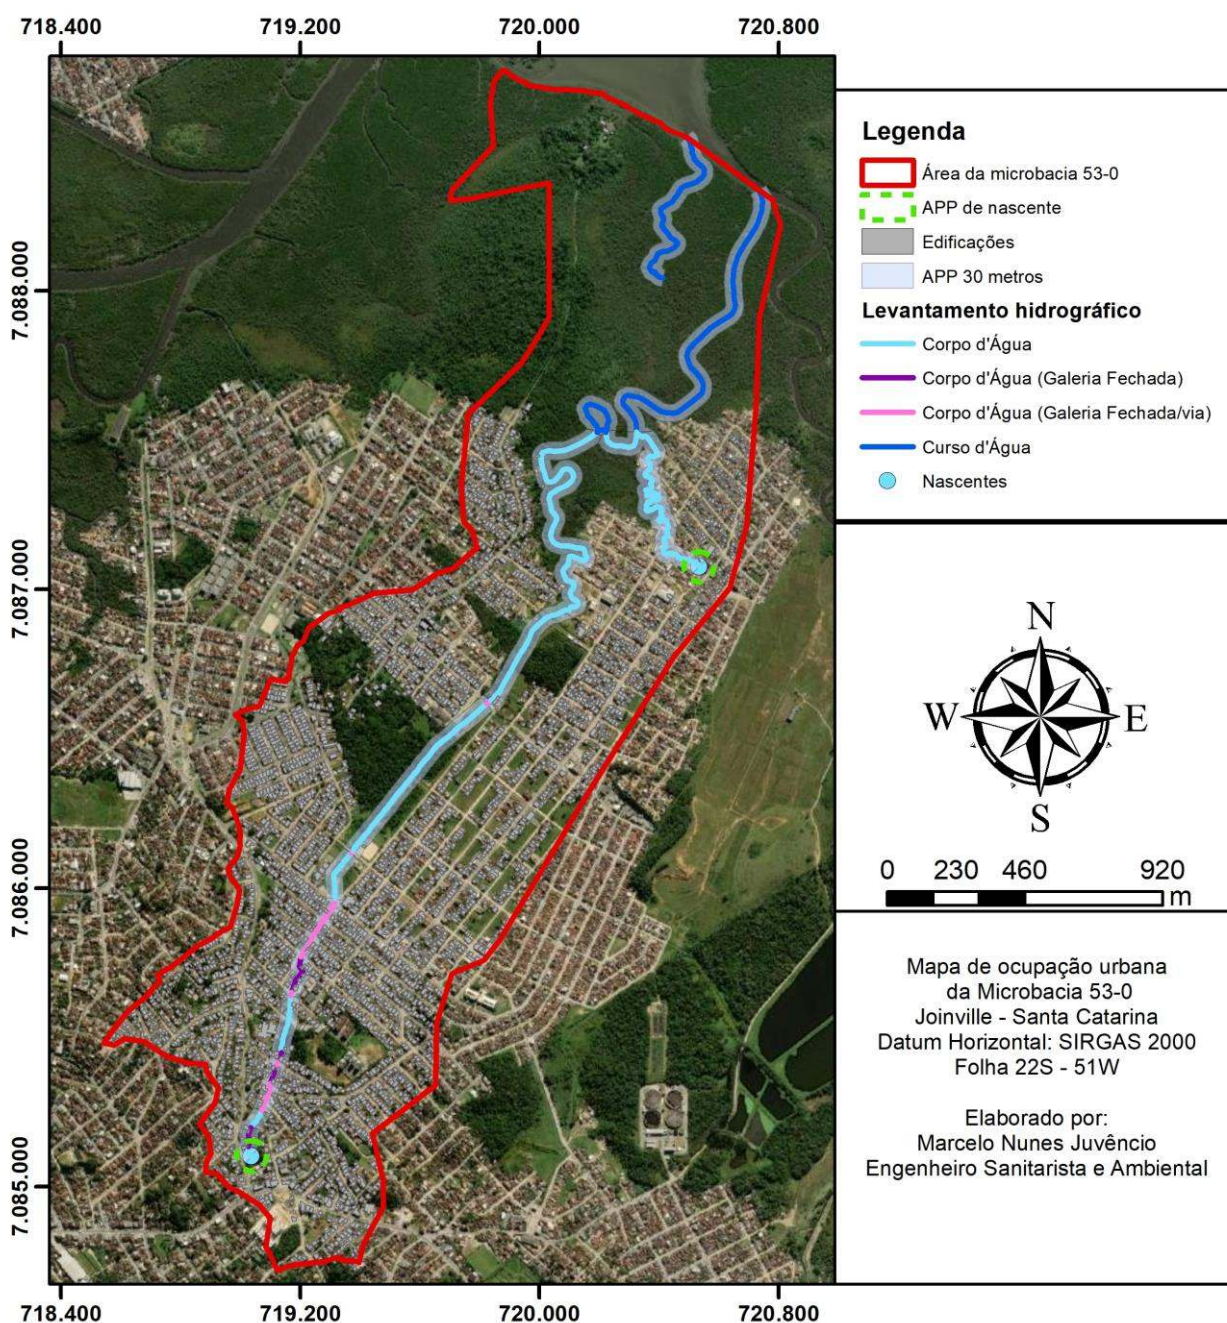 718.400 719.200 720.000 720.800
7.088.000
7.087.000
7.086.000
7.085.000
718.400 719.200 720.000 720.800
Legenda
Área da microbacia 53-0
APP de nascente
Edificações
APP 30 metros
Levantamento hidrográfico
Corpo d'Água
Corpo d'Água (Galeria Fechada)
Corpo d'Água (Galeria Fechada/via)
Curso d'Água
Nascentes
N
W E
S
0 230 460 920
m
Mapa de ocupação urbana
da Microbacia 53-0
Joinville - Santa Catarina
Datum Horizontal: SIRGAS 2000
Folha 22S - 51W
Elaborado por:
Marcelo Nunes Juvêncio
Engenheiro Sanitarista e Ambiental